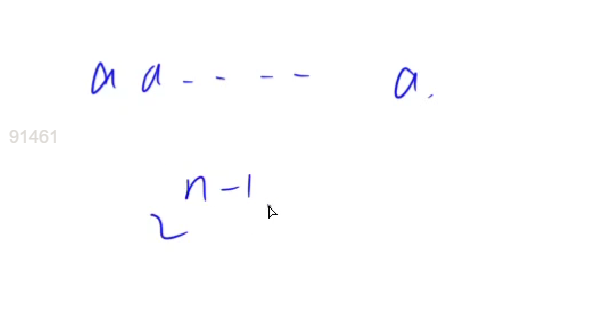 a a - - - - a.
91461
2^{n-1}